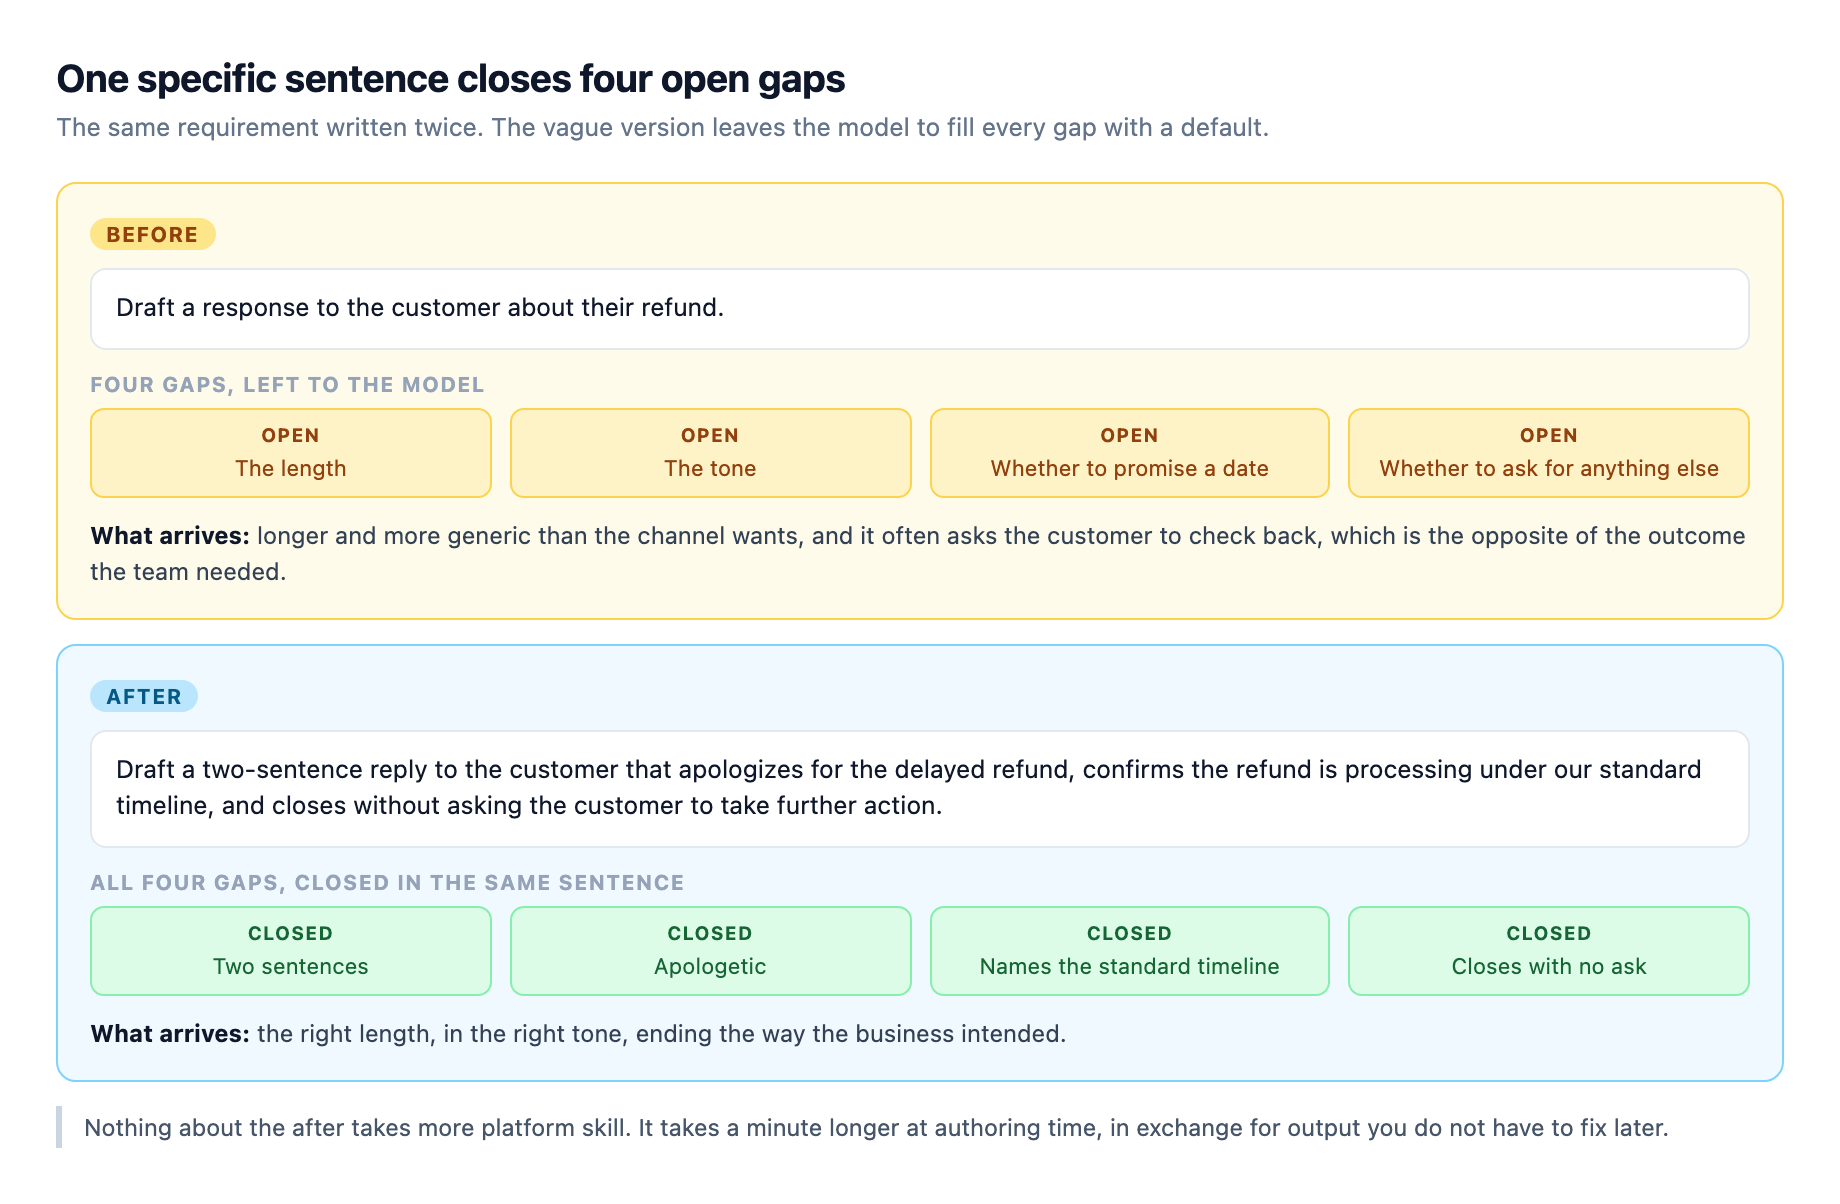 One specific sentence closes four open gaps
The same requirement written twice. The vague version leaves the model to fill every gap with a default.
BEFORE
Draft a response to the customer about their refund.
FOUR GAPS, LEFT TO THE MODEL
OPEN
The length
OPEN
The tone
OPEN
Whether to promise a date
OPEN
Whether to ask for anything else
What arrives: longer and more generic than the channel wants, and it often asks the customer to check back, which is the opposite of the outcome
the team needed.
AFTER
Draft a two-sentence reply to the customer that apologizes for the delayed refund, confirms the refund is processing under our standard
timeline, and closes without asking the customer to take further action.
ALL FOUR GAPS, CLOSED IN THE SAME SENTENCE
CLOSED
Two sentences
CLOSED
Apologetic
CLOSED
Names the standard timeline
CLOSED
Closes with no ask
What arrives: the right length, in the right tone, ending the way the business intended.
Nothing about the after takes more platform skill. It takes a minute longer at authoring time, in exchange for output you do not have to fix later.